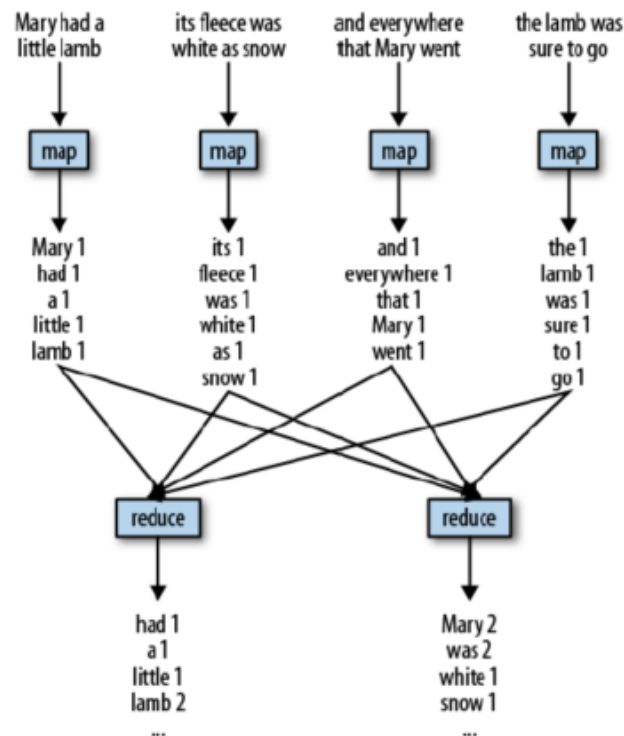 Mary had a
little lamb
its fleece was
white as snow
and everywhere
that Mary went
the lamb was
sure to go
map
map
map
map
Mary 1
had 1
a 1
little 1
lamb 1
its 1
fleece 1
was 1
white 1
as 1
snow 1
and 1
everywhere 1
that 1
Mary 1
went 1
the 1
lamb 1
was 1
sure 1
to 1
go 1
reduce
reduce
had 1
a 1
little 1
lamb 2
...
Mary 2
was 2
white 1
snow 1
...